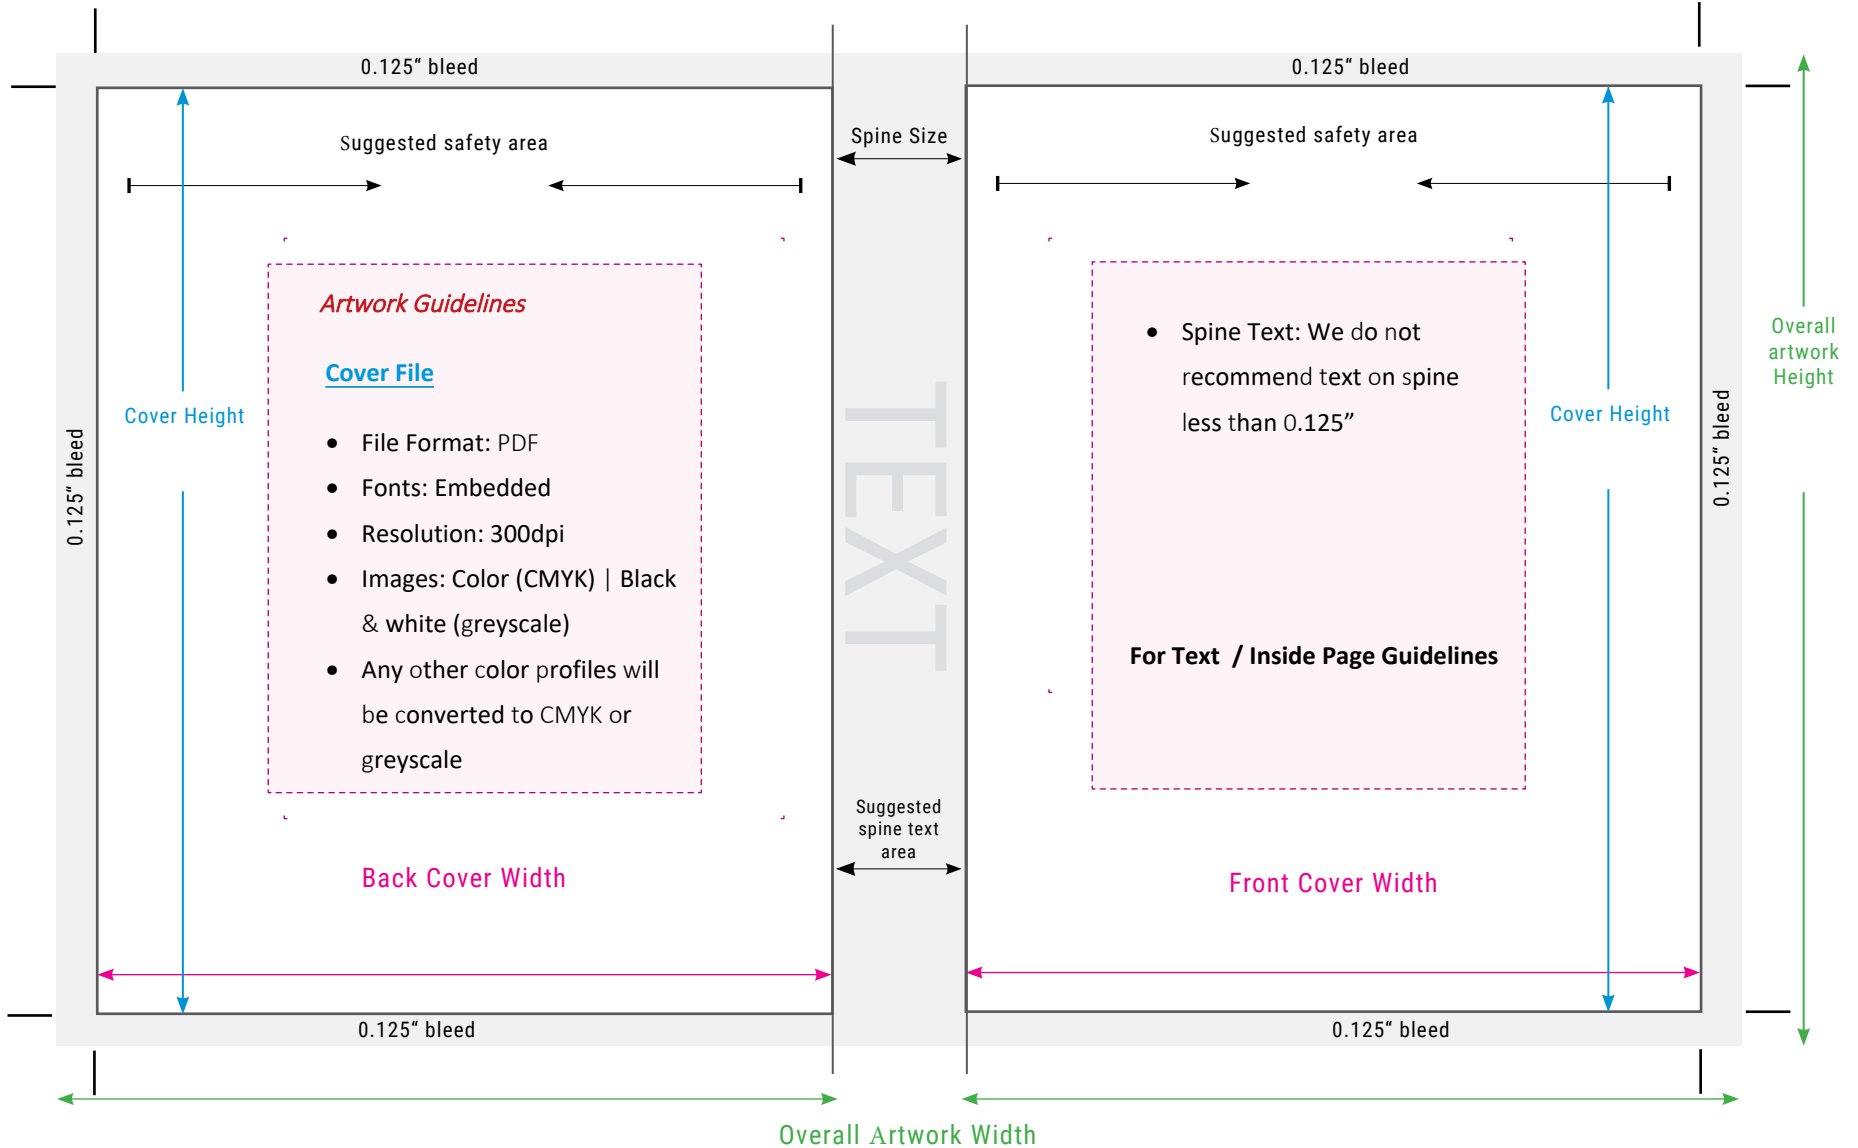 0.125“ bleed
0.125“ bleed
Suggested safety area
Spine Size
Suggested safety area
Artwork Guidelines
Cover File
• File Format: PDF
• Fonts: Embedded
• Resolution: 300dpi
• Images: Color (CMYK) | Black
& white (greyscale)
• Any other color profiles will
be converted to CMYK or
greyscale
Cover Height
0.125“ bleed
TEXT
• Spine Text: We do not
recommend text on spine
less than 0.125”
For Text / Inside Page Guidelines
Cover Height
0.125“ bleed
Overall
artwork
Height
Suggested
spine text
area
Back Cover Width
Front Cover Width
0.125“ bleed
0.125“ bleed
Overall Artwork Width